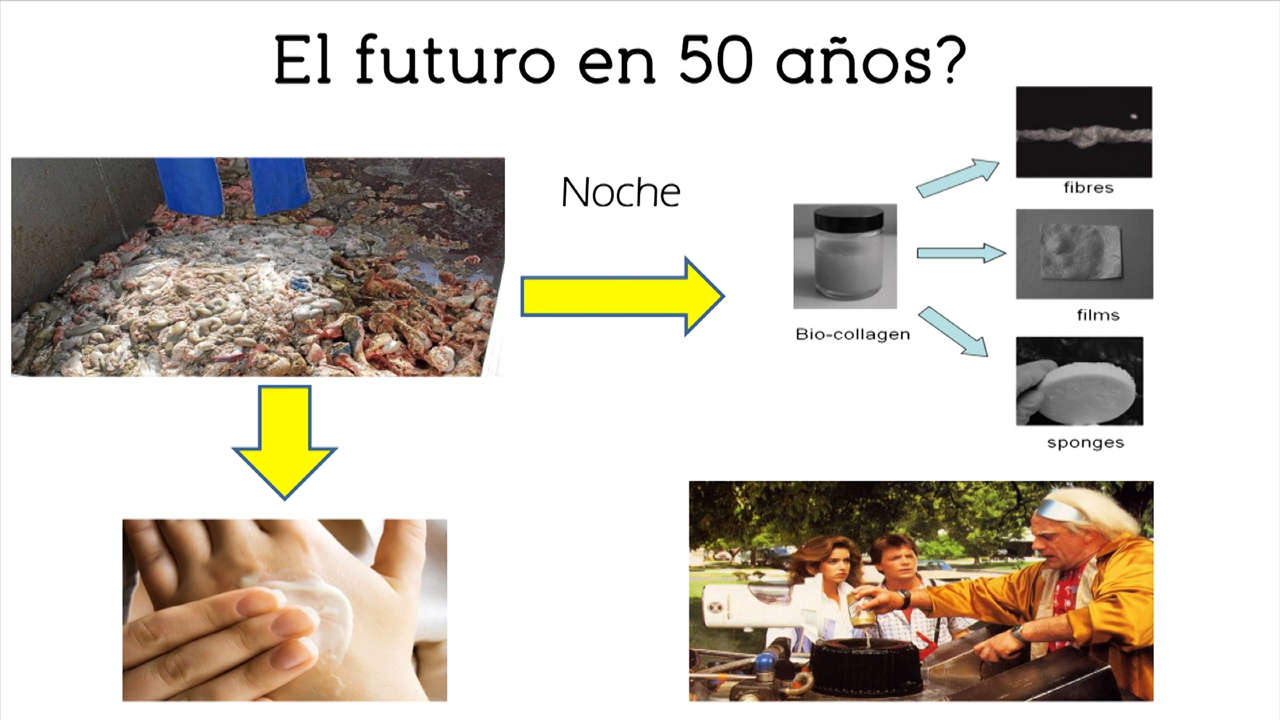 El futuro en 50 años?
Noche
fibres
films
Bio-collagen
sponges